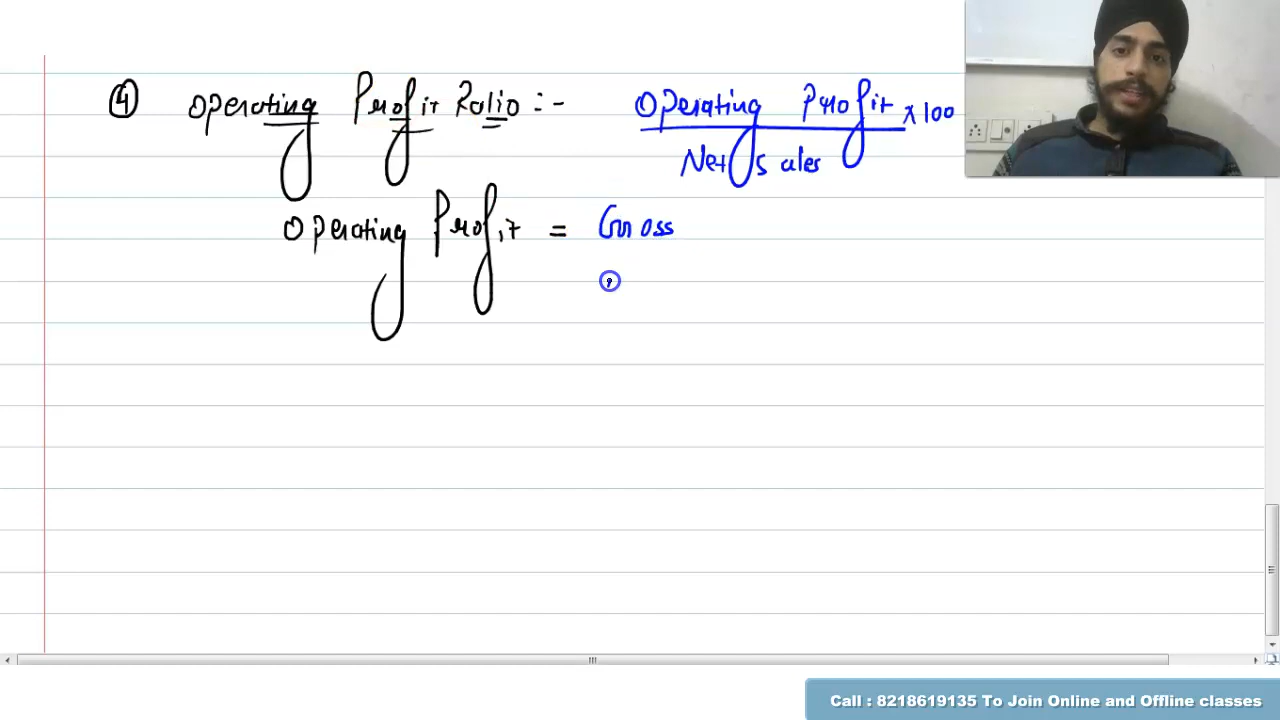 ④ Operating Profit Ratio :- Operating Profit × 100
Net Sales
Operating Profit = Gross
Call : 8218619135 To Join Online and Offline classes